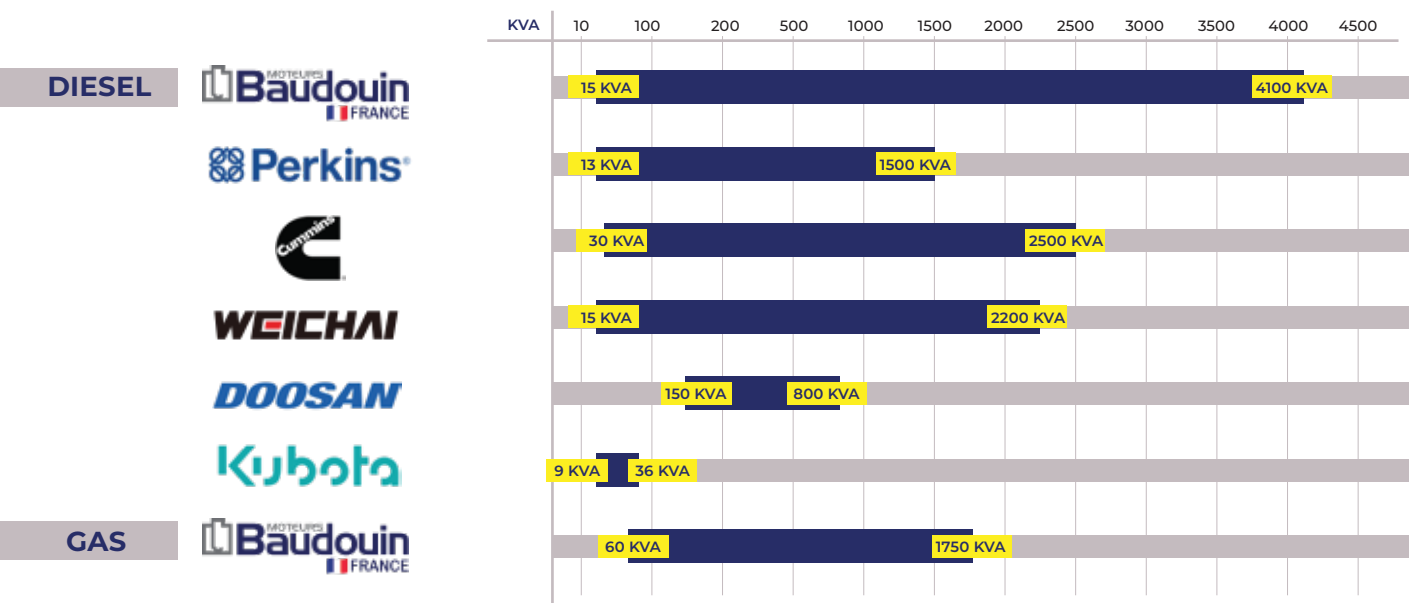 KVA 10 100 200 500 1000 1500 2000 2500 3000 3500 4000 4500
DIESEL
MOTEURS
Baudouin
FRANCE
15 KVA 4100 KVA
Perkins®
13 KVA 1500 KVA
Cummins
30 KVA 2500 KVA
WEICHAI
15 KVA 2200 KVA
DOOSAN
150 KVA 800 KVA
Kubota
9 KVA 36 KVA
GAS
MOTEURS
Baudouin
FRANCE
60 KVA 1750 KVA